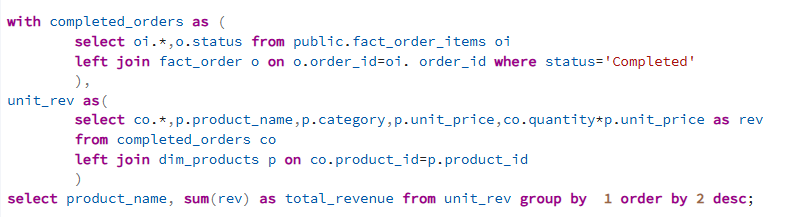 with completed_orders as (
select oi.*,o.status from public.fact_order_items oi
left join fact_order o on o.order_id=oi. order_id where status='Completed'
),
unit_rev as(
select co.*,p.product_name,p.category,p.unit_price,co.quantity*p.unit_price as rev
from completed_orders co
left join dim_products p on co.product_id=p.product_id
)
select product_name, sum(rev) as total_revenue from unit_rev group by  1 order by 2 desc;